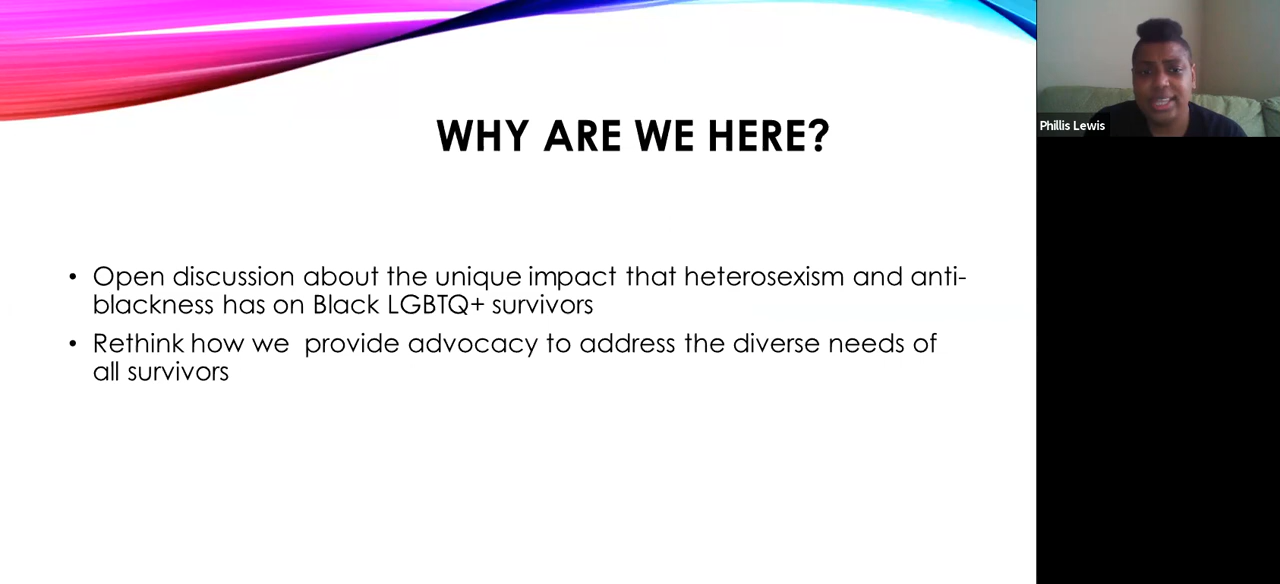 WHY ARE WE HERE?
Phillis Lewis
• Open discussion about the unique impact that heterosexism and anti-
blackness has on Black LGBTQ+ survivors
• Rethink how we  provide advocacy to address the diverse needs of
all survivors